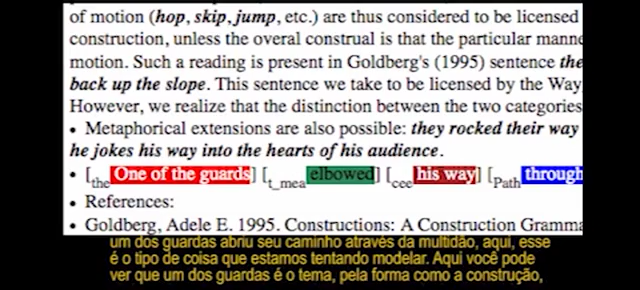 of motion (hop, skip, jump, etc.) are thus considered to be licensed
construction, unless the overal construal is that the particular manne
motion. Such a reading is present in Goldberg's (1995) sentence the
back up the slope. This sentence we take to be licensed by the Way
However, we realize that the distinction between the two categories
• Metaphorical extensions are also possible: they rocked their way
he jokes his way into the hearts of his audience.
• [the One of the guards] [t_mea elbowed] [cee his way] [Path through
• References:
• Goldberg, Adele E. 1995. Constructions: A Construction Gramma
um dos guardas abriu seu caminho através da multidão, aqui, esse
é o tipo de coisa que estamos tentando modelar. Aqui você pode
ver que um dos guardas é o tema, pela forma como a construção,